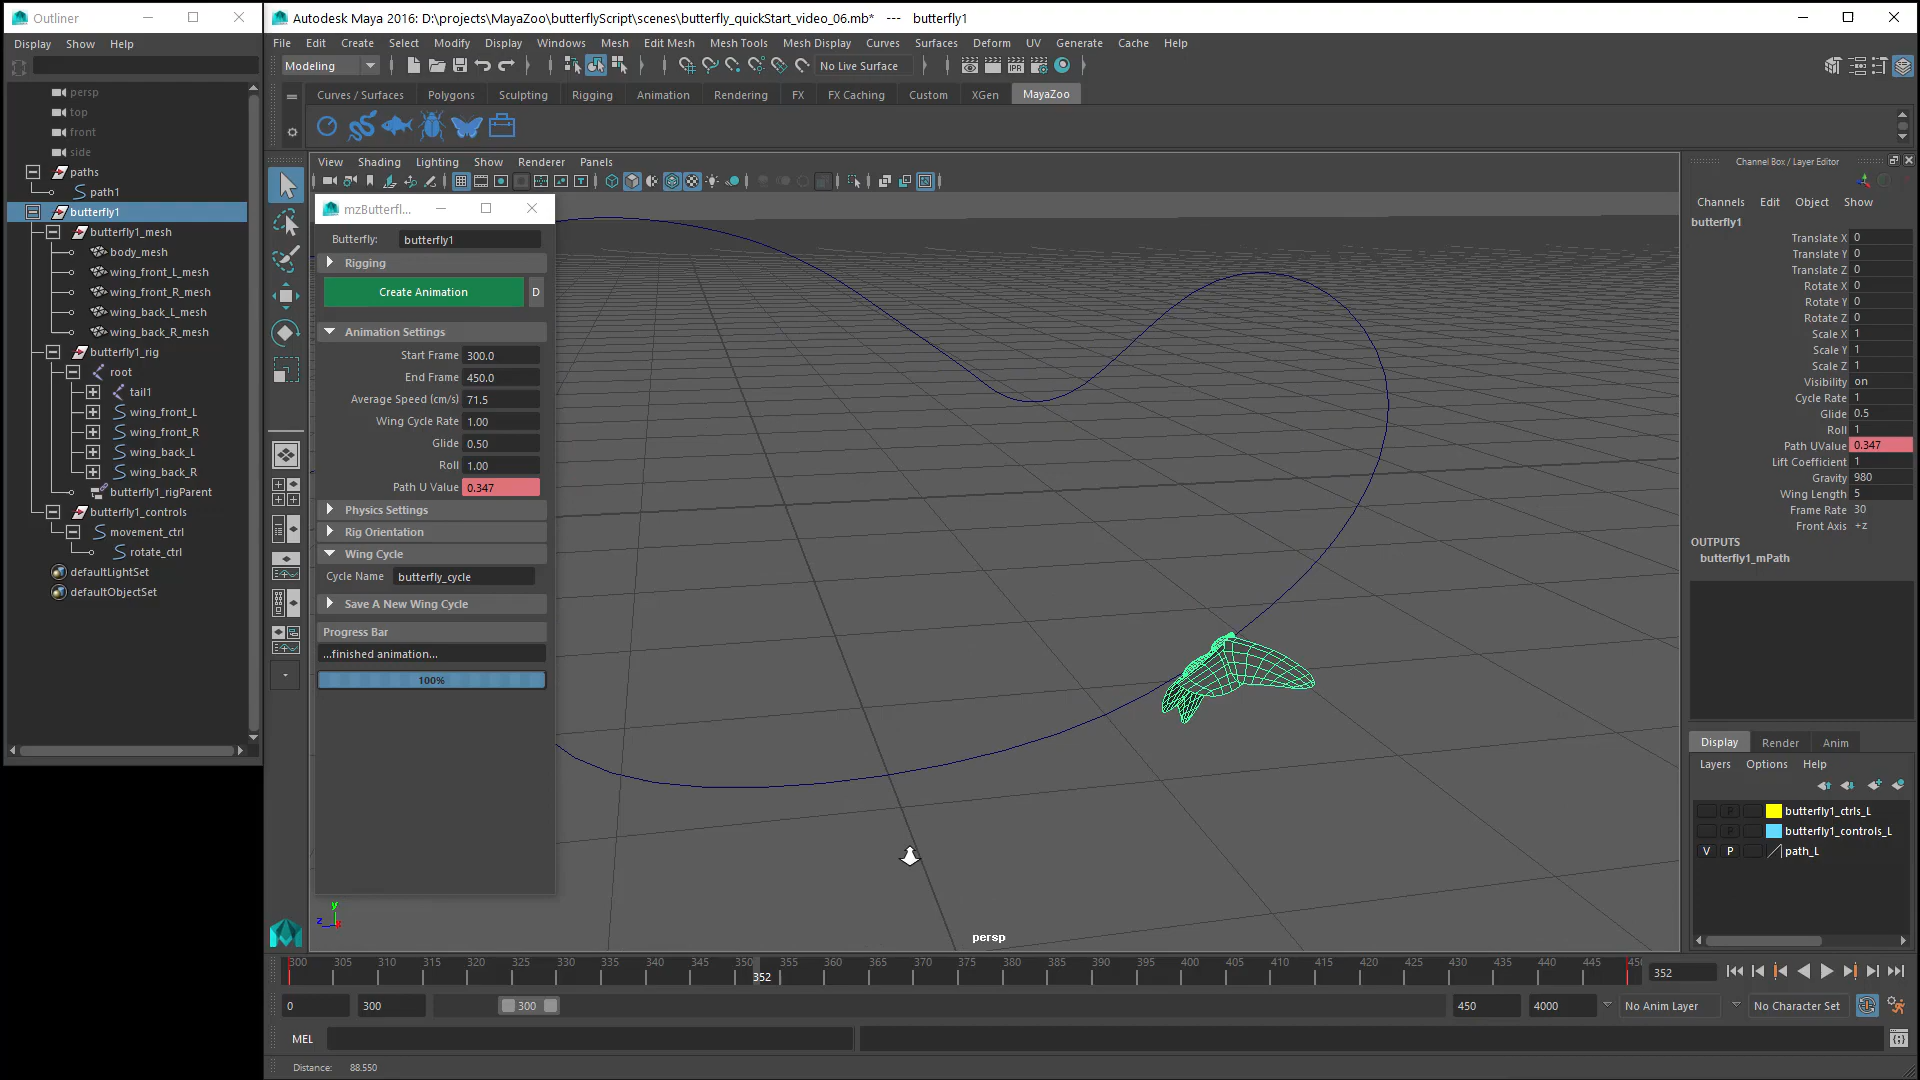 Outliner
Display Show Help
persp
top
front
side
paths
path1
butterfly1
butterfly1_mesh
body_mesh
wing_front_L_mesh
wing_front_R_mesh
wing_back_L_mesh
wing_back_R_mesh
butterfly1_rig
root
tail1
wing_front_L
wing_front_R
wing_back_L
wing_back_R
butterfly1_rigParent
butterfly1_controls
movement_ctrl
rotate_ctrl
defaultLightSet
defaultObjectSet
Autodesk Maya 2016: D:\projects\MayaZoo\butterflyScript\scenes\butterfly_quickStart_video_06.mb* --- butterfly1
File Edit Create Select Modify Display Windows Mesh Edit Mesh Mesh Tools Mesh Display Curves Surfaces Deform UV Generate Cache Help
Modeling No Live Surface IPR
Curves / Surfaces Polygons Sculpting Rigging Animation Rendering FX FX Caching Custom XGen MayaZoo
View Shading Lighting Show Renderer Panels
mzButterfl...
Butterfly: butterfly1
Rigging
Create Animation D
Animation Settings
Start Frame 300.0
End Frame 450.0
Average Speed (cm/s) 71.5
Wing Cycle Rate 1.00
Glide 0.50
Roll 1.00
Path U Value 0.347
Physics Settings
Rig Orientation
Wing Cycle
Cycle Name butterfly_cycle
Save A New Wing Cycle
Progress Bar
...finished animation...
100%
y
z x
persp
Channel Box / Layer Editor
Channels Edit Object Show
butterfly1
Translate X 0
Translate Y 0
Translate Z 0
Rotate X 0
Rotate Y 0
Rotate Z 0
Scale X 1
Scale Y 1
Scale Z 1
Visibility on
Cycle Rate 1
Glide 0.5
Roll 1
Path UValue 0.347
Lift Coefficient 1
Gravity 980
Wing Length 5
Frame Rate 30
Front Axis +z
OUTPUTS
butterfly1_mPath
Display Render Anim
Layers Options Help
R butterfly1_ctrls_L
R butterfly1_controls_L
V P path_L
300 305 310 315 320 325 330 335 340 345 350 355 360 365 370 375 380 385 390 395 400 405 410 415 420 425 430 435 440 445 450
352
352
0 300 300 450 4000 No Anim Layer No Character Set
MEL
Distance: 88.550